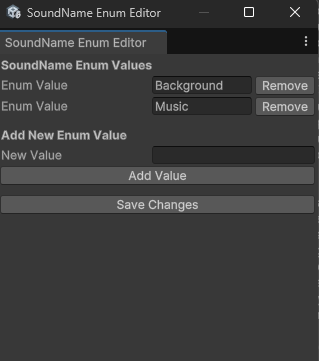 SoundName Enum Editor
SoundName Enum Editor
SoundName Enum Values
Enum Value Background Remove
Enum Value Music Remove
Add New Enum Value
New Value
Add Value
Save Changes